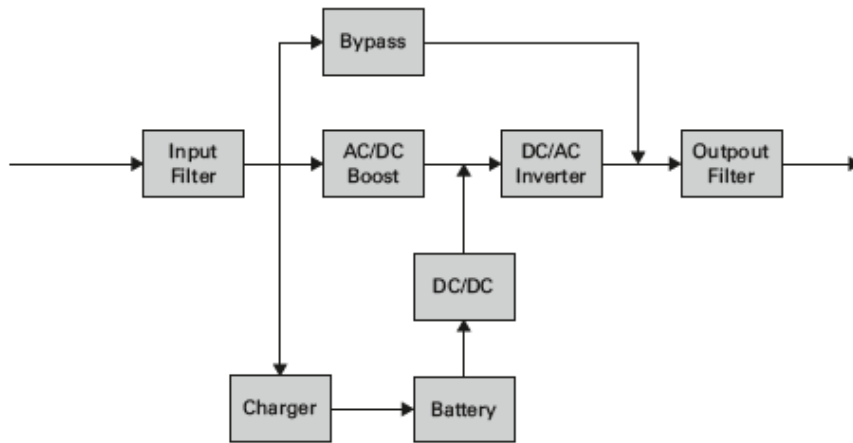 Bypass
Input
Filter
AC/DC
Boost
DC/AC
Inverter
Outpout
Filter
DC/DC
Charger
Battery